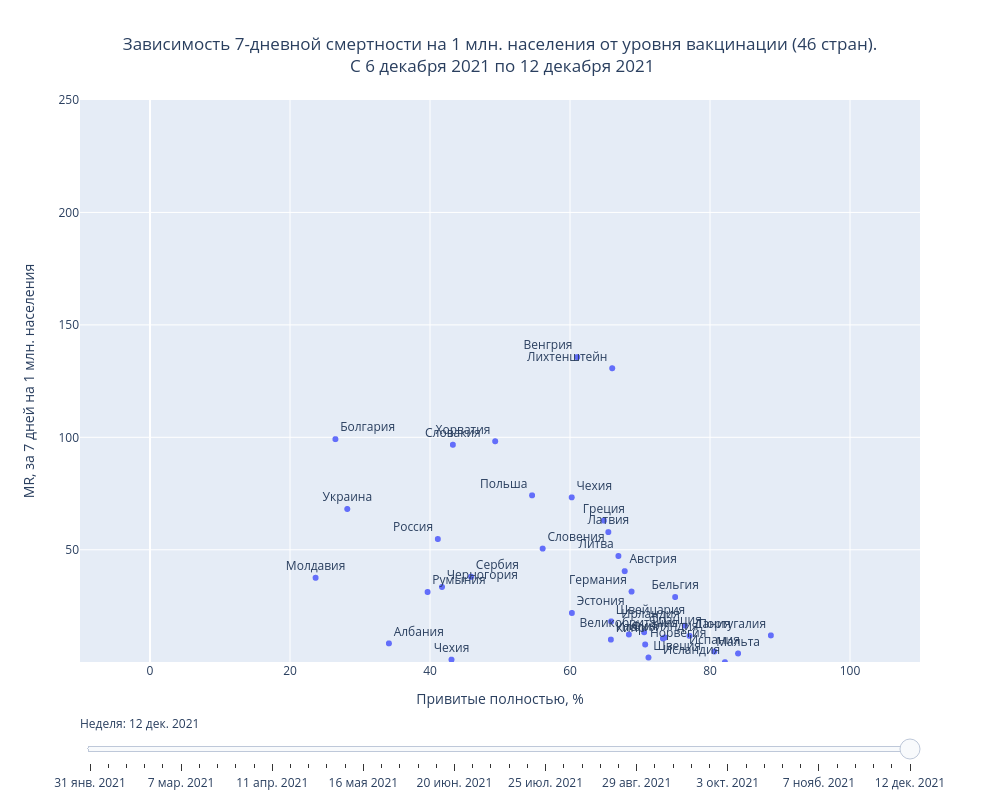 Зависимость 7-дневной смертности на 1 млн. населения от уровня вакцинации (46 стран).
С 6 декабря 2021 по 12 декабря 2021
250
200
150
100
50
MR, за 7 дней на 1 млн. населения
Венгрия
Лихтенштейн
Болгария
Хорватия
Словакия
Польша
Чехия
Украина
Греция
Латвия
Россия
Словения
Литва
Австрия
Молдавия
Сербия
Черногория
Румыния
Германия
Бельгия
Эстония
Швейцария
Великобритания
Португалия
Норвегия
Албания
Испания
Мальта
Чехия
Швеция
Исландия
0
20
40
60
80
100
Привитые полностью, %
Неделя: 12 дек. 2021
31 янв. 2021
7 мар. 2021
11 апр. 2021
16 мая 2021
20 июн. 2021
25 июл. 2021
29 авг. 2021
3 окт. 2021
7 нояб. 2021
12 дек. 2021